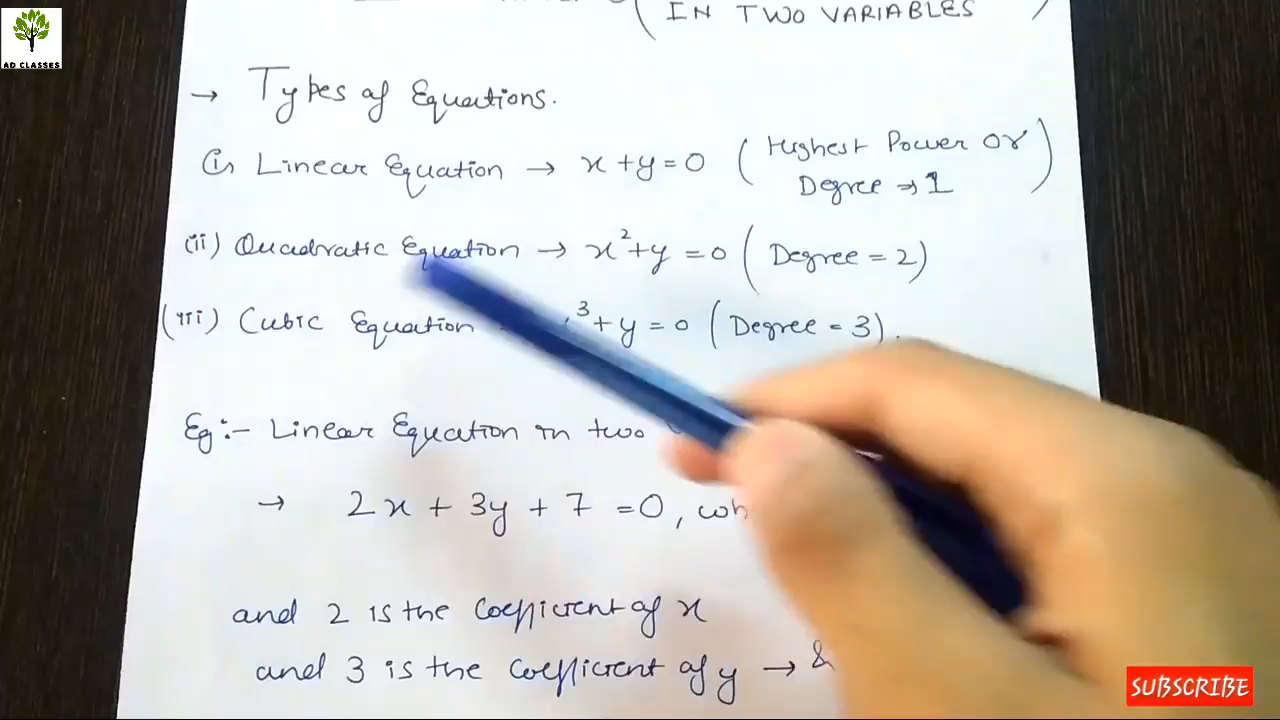 AD CLASSES
( IN TWO VARIABLES )
→ Types of Equations.
(i) Linear Equation → x + y = 0 ( Highest Power or
Degree → 1 )
(ii) Quadratic Equation → x² + y = 0 ( Degree = 2 )
(iii) Cubic Equation ³ + y = 0 ( Degree = 3 ).
Eg :- Linear Equation in two
→ 2x + 3y + 7 = 0,
and 2 is the coefficient of x
and 3 is the coefficient of y → &
SUBSCRIBE